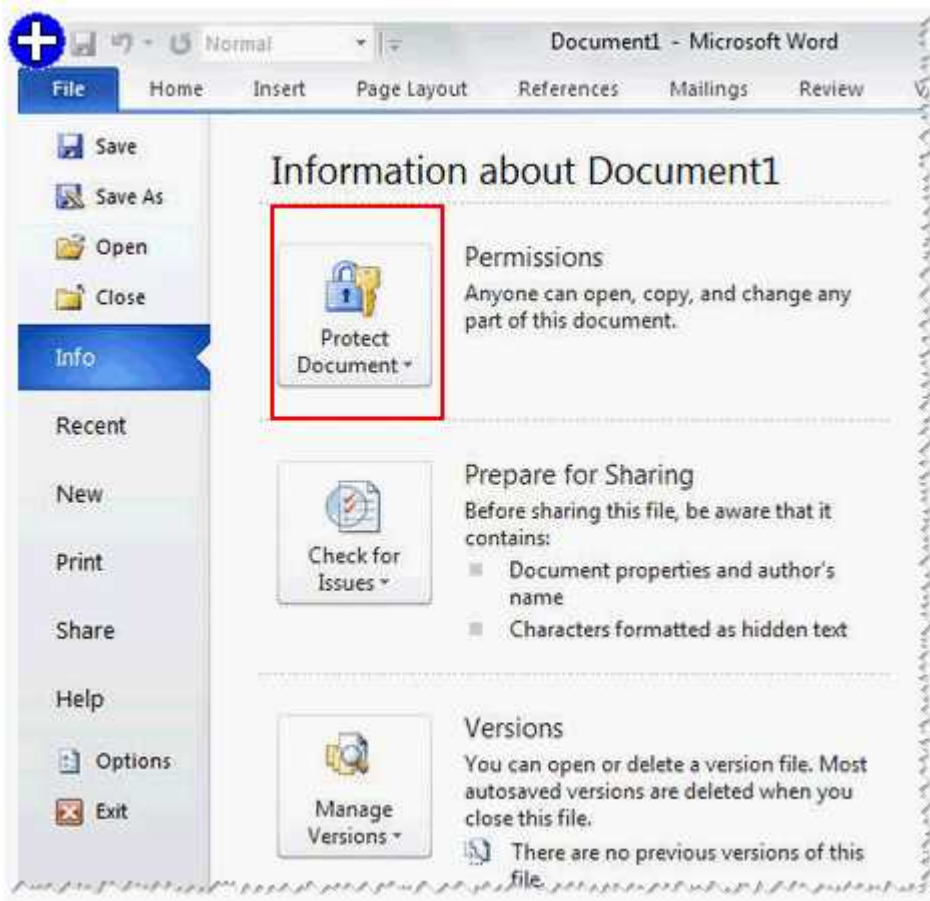 Normal
Document1 - Microsoft Word
File Home Insert Page Layout References Mailings Review
Save
Save As
Open
Close
Info
Recent
New
Print
Share
Help
Options
Exit
Information about Document1
Protect
Document
Permissions
Anyone can open, copy, and change any
part of this document.
Check for
Issues
Prepare for Sharing
Before sharing this file, be aware that it
contains:
Document properties and author's
name
Characters formatted as hidden text
Manage
Versions
Versions
You can open or delete a version file. Most
autosaved versions are deleted when you
close this file.
There are no previous versions of this
file.